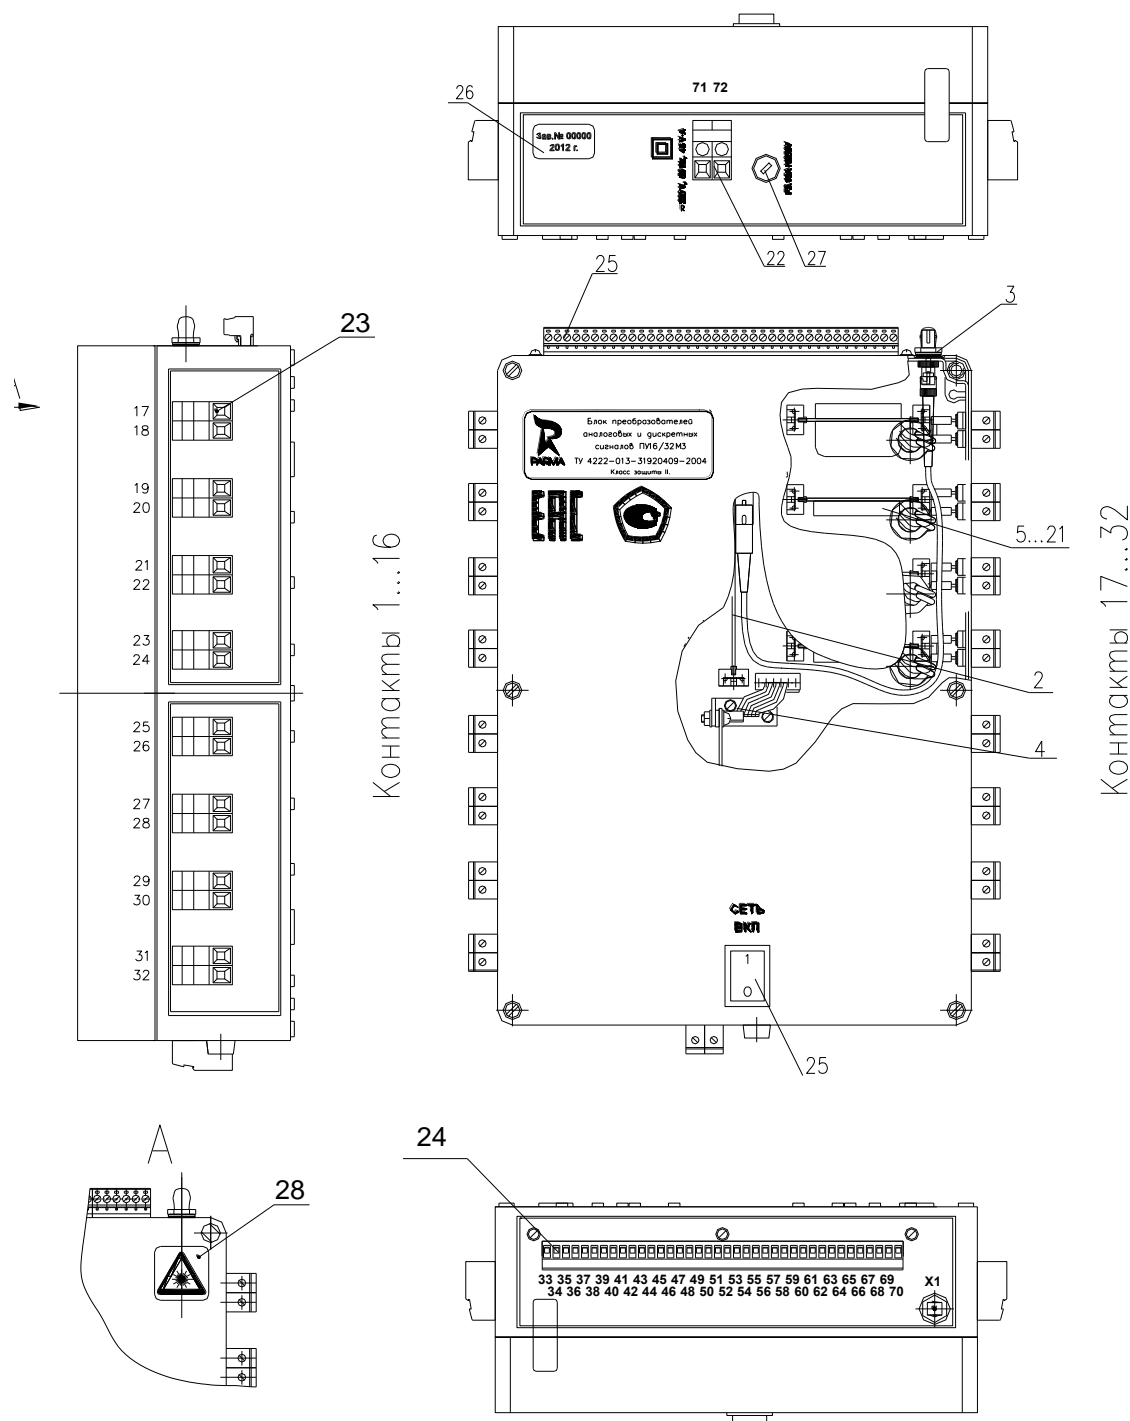 71 72
26
Зав.№ 00000
2012 г.
22
27
25
3
23
17
18
19
20
21
22
23
24
25
26
27
28
29
30
31
32
Контакты 1...16
PARMA
Блок преобразователей
аналоговых и дискретных
сигналов ПУ16/32М3
ТУ 4222-013-31920409-2004
Класс защиты II.
ЕАС
5...21
2
4
Контакты 17...32
СЕТЬ
ВКЛ
1
0
25
А
28
24
33 35 37 39 41 43 45 47 49 51 53 55 57 59 61 63 65 67 69
34 36 38 40 42 44 46 48 50 52 54 56 58 60 62 64 66 68 70
X1